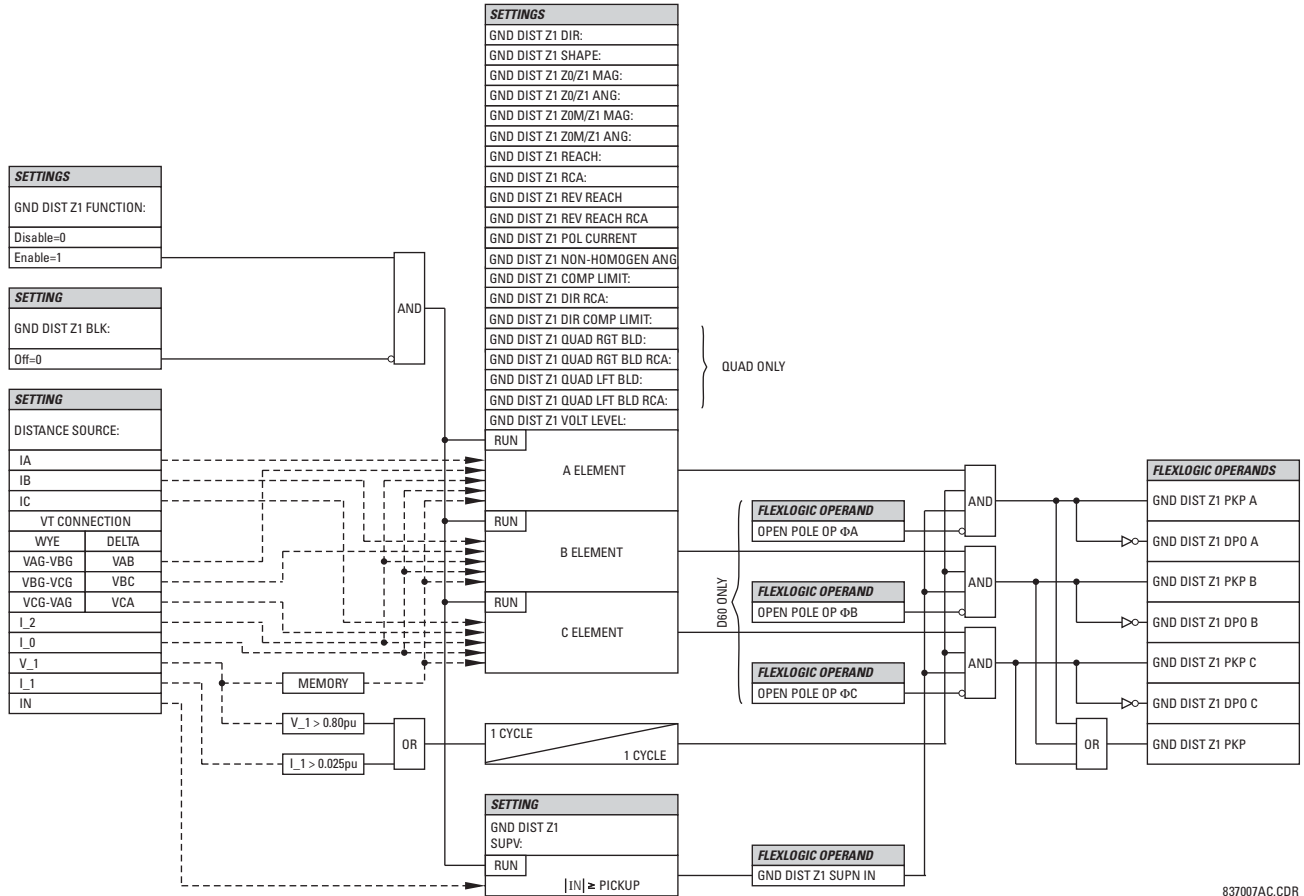 SETTINGS
GND DIST Z1 DIR:
GND DIST Z1 SHAPE:
GND DIST Z1 Z0/Z1 MAG:
GND DIST Z1 Z0/Z1 ANG:
GND DIST Z1 Z0M/Z1 MAG:
GND DIST Z1 Z0M/Z1 ANG:
GND DIST Z1 REACH:
GND DIST Z1 RCA:
GND DIST Z1 REV REACH
GND DIST Z1 REV REACH RCA
GND DIST Z1 POL CURRENT
GND DIST Z1 NON-HOMOGEN ANG
GND DIST Z1 COMP LIMIT:
GND DIST Z1 DIR RCA:
GND DIST Z1 DIR COMP LIMIT:
GND DIST Z1 QUAD RGT BLD:
GND DIST Z1 QUAD RGT BLD RCA:
GND DIST Z1 QUAD LFT BLD:
GND DIST Z1 QUAD LFT BLD RCA:
GND DIST Z1 VOLT LEVEL:
QUAD ONLY
RUN
A ELEMENT
RUN
B ELEMENT
RUN
C ELEMENT
SETTINGS
GND DIST Z1 FUNCTION:
Disable=0
Enable=1
SETTING
GND DIST Z1 BLK:
Off=0
AND
SETTING
DISTANCE SOURCE:
IA
IB
IC
VT CONNECTION
WYE DELTA
VAG-VBG VAB
VBG-VCG VBC
VCG-VAG VCA
I_2
I_0
V_1
I_1
IN
MEMORY
V_1 > 0.80pu
I_1 > 0.025pu
OR
1 CYCLE
1 CYCLE
SETTING
GND DIST Z1
SUPV:
RUN
|IN| ≥ PICKUP
D60 ONLY
FLEXLOGIC OPERAND
OPEN POLE OP ΦA
FLEXLOGIC OPERAND
OPEN POLE OP ΦB
FLEXLOGIC OPERAND
OPEN POLE OP ΦC
FLEXLOGIC OPERAND
GND DIST Z1 SUPN IN
AND
AND
AND
OR
FLEXLOGIC OPERANDS
GND DIST Z1 PKP A
GND DIST Z1 DPO A
GND DIST Z1 PKP B
GND DIST Z1 DPO B
GND DIST Z1 PKP C
GND DIST Z1 DPO C
GND DIST Z1 PKP
837007AC.CDR